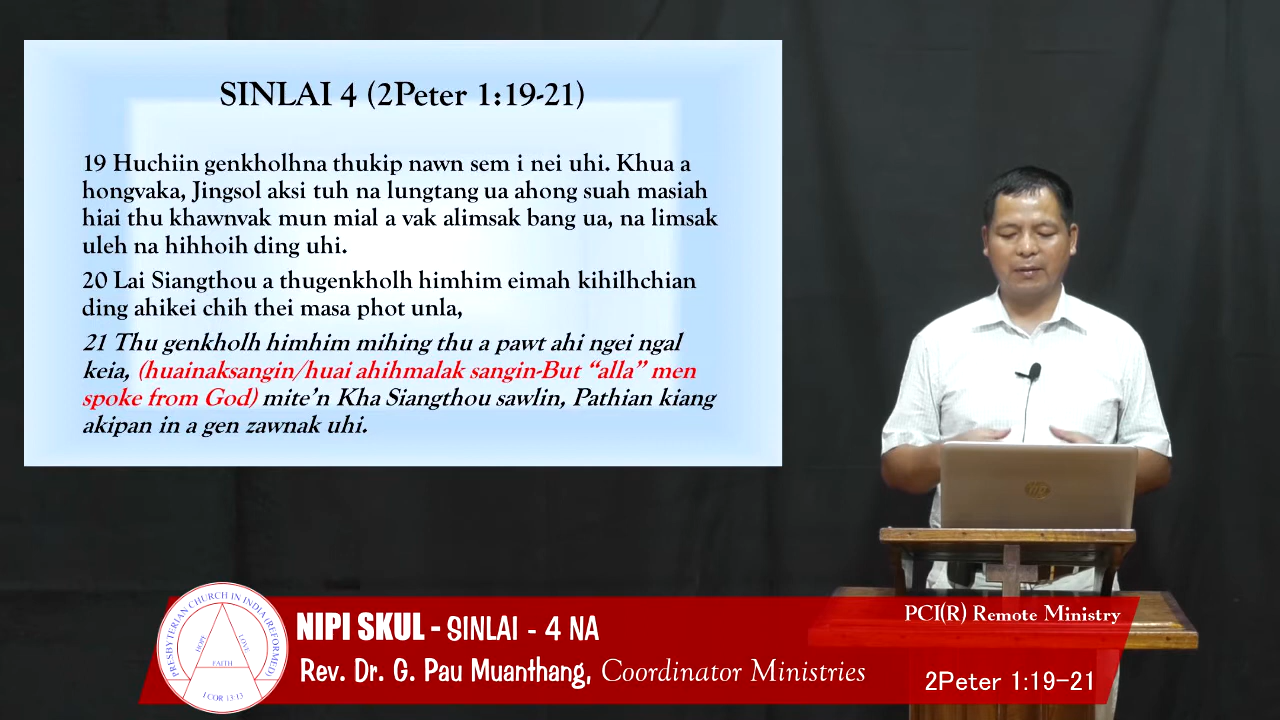 SINLAI 4 (2Peter 1:19-21)
19 Huchiin genkholhna thukip nawn sem i nei uhi. Khua a
hongvaka, Jingsol aksi tuh na lungtang ua ahong suah masiah
hiai thu khawnvak mun mial a vak alimsak bang ua, na limsak
uleh na hihhoih ding uhi.
20 Lai Siangthou a thugenkholh himhim eimah kihilhchian
ding ahikei chih thei masa phot unla,
21 Thu genkholh himhim mihing thu a pawt ahi ngei ngal
keia, (huainaksangin/huai ahihmalak sangin-But “alla” men
spoke from God) mite’n Kha Siangthou sawlin, Pathian kiang
akipan in a gen zawnak uhi.
hp
PRESBYTERIAN CHURCH IN INDIA (REFORMED)
HOPE
LOVE
FAITH
I COR 13:13
NIPI SKUL - SINLAI - 4 NA
Rev. Dr. G. Pau Muanthang, Coordinator Ministries
PCI(R) Remote Ministry
2Peter 1:19-21